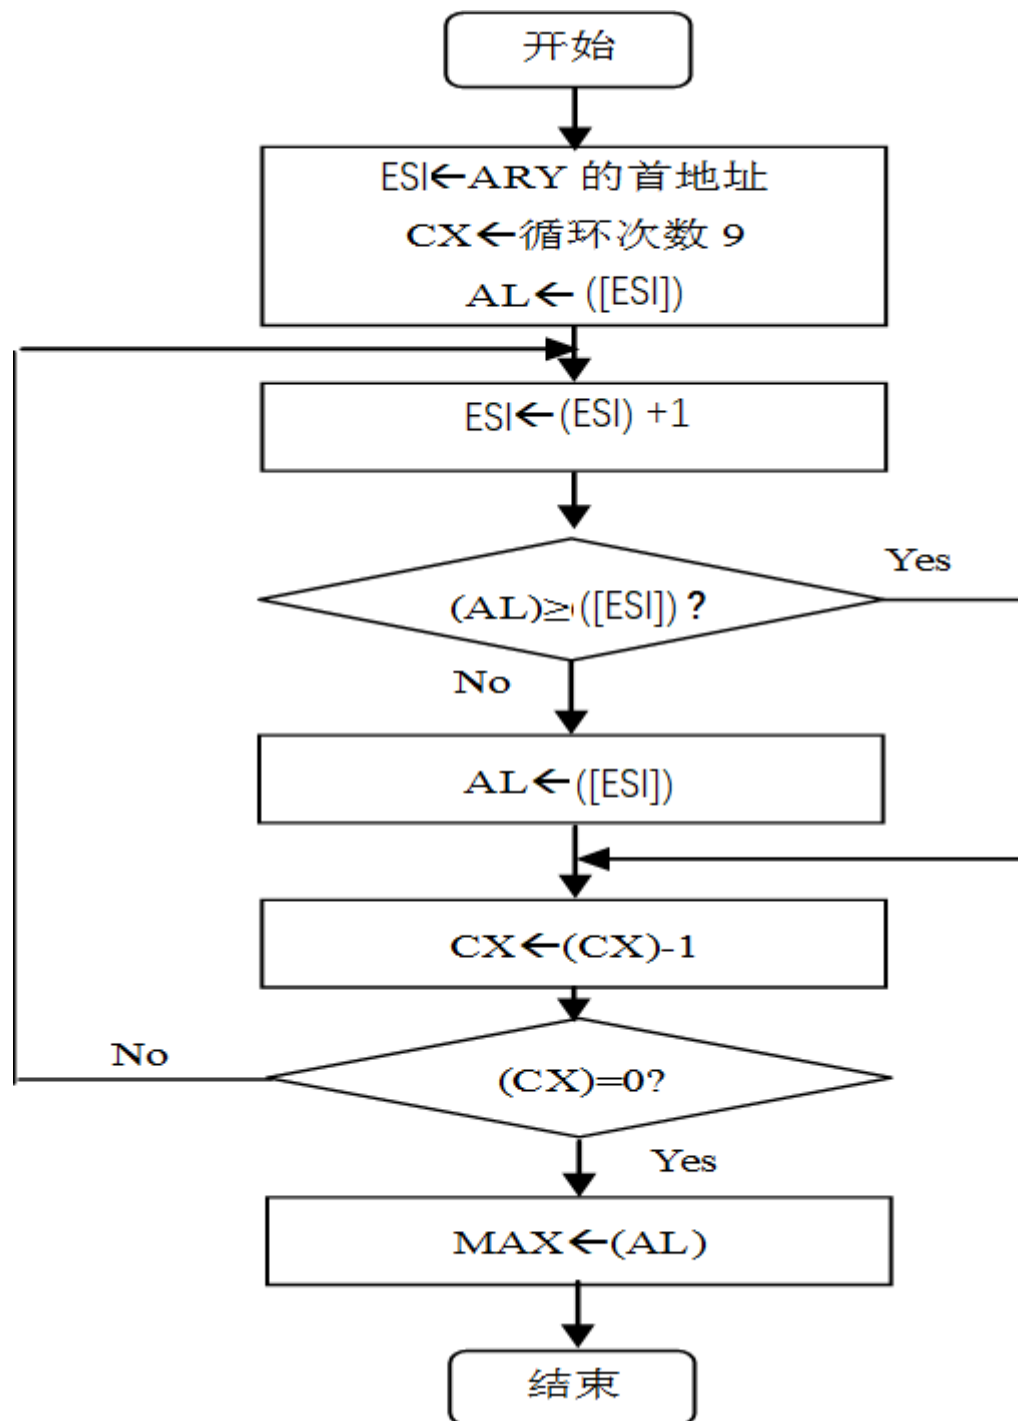 开始
ESI←ARY 的首地址
CX←循环次数 9
AL← ([ESI])
ESI←(ESI) +1
Yes
(AL)≥([ESI]) ?
No
AL←([ESI])
CX←(CX)-1
No
(CX)=0?
Yes
MAX←(AL)
结束